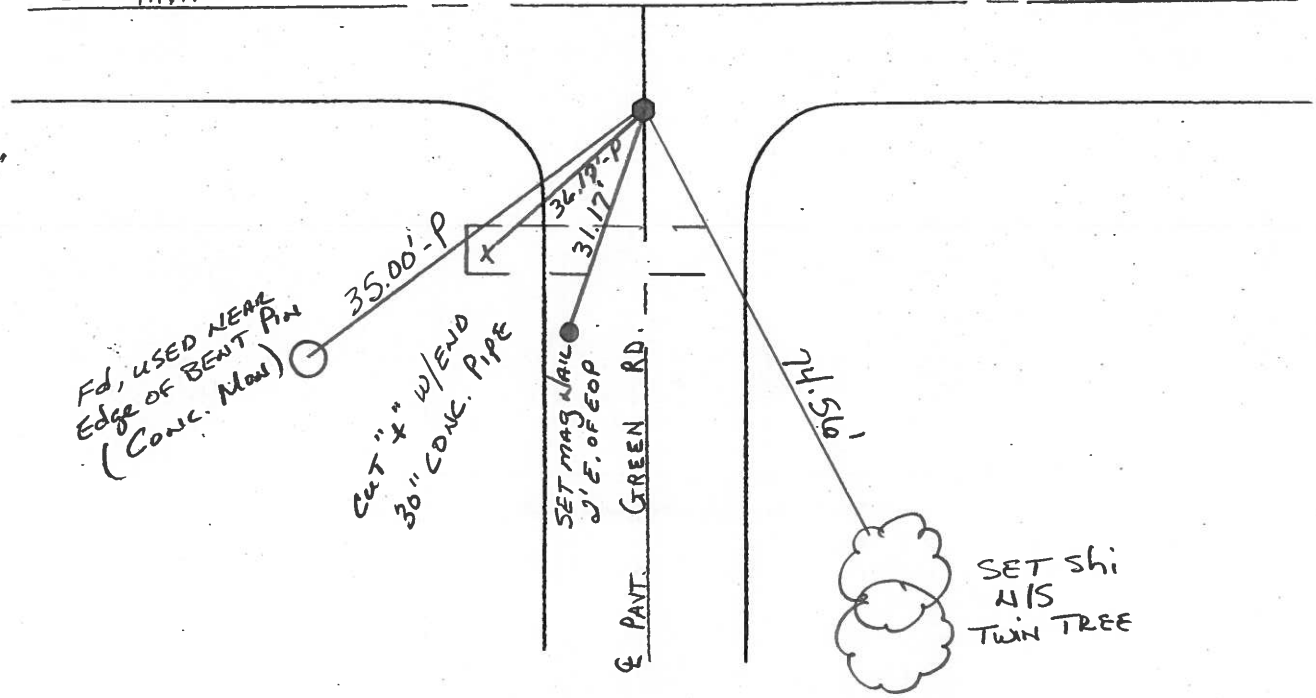 35.00'-P
36.19'-P
31.17'
Fd, USED NEAR
Edge OF BENT PIN
(CONC. Mon)
CUT "X" W/END
30" CONC. PIPE
X
SET MAG NAIL
2' E. OF EOP
℄ PAVT. GREEN RD.
74.56'
SET Shi
N/S
TWIN TREE